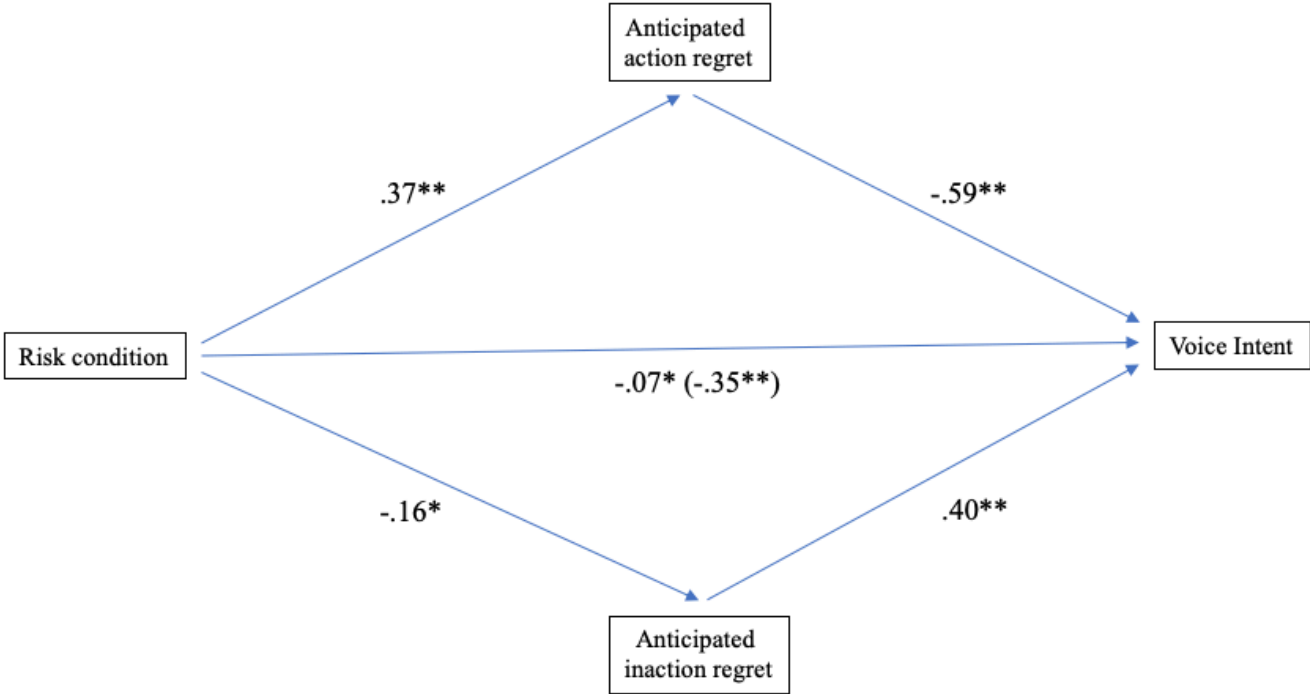 Anticipated
action regret
.37**
-.59**
Risk condition
Voice Intent
-.07* (-.35**)
-.16*
.40**
Anticipated
inaction regret